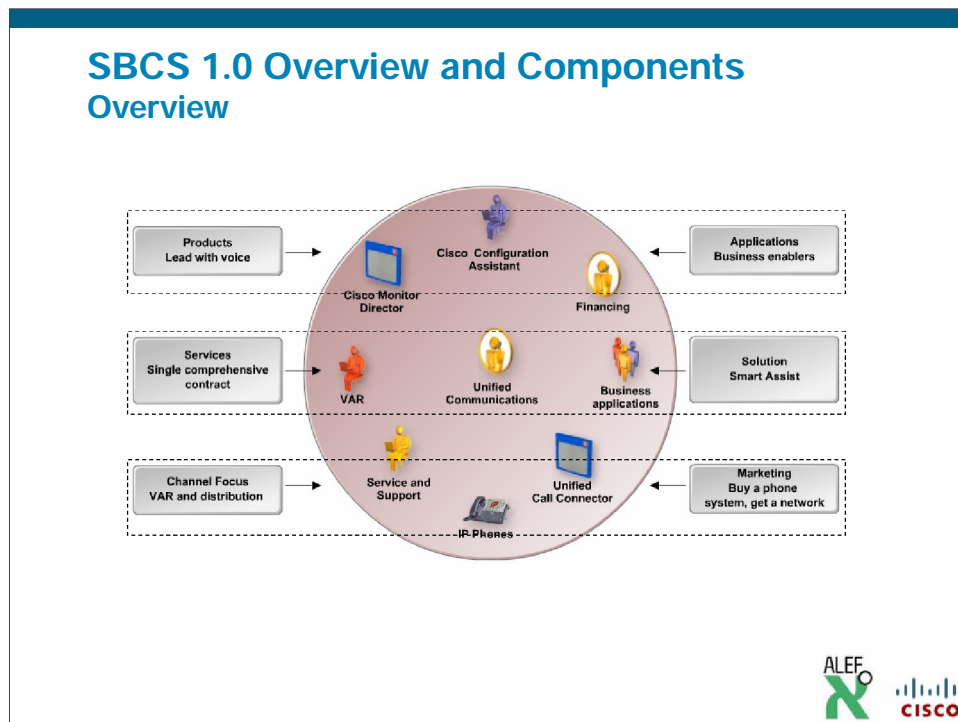 SBCS 1.0 Overview and Components
Overview
Products
Lead with voice
Cisco Configuration
Assistant
Applications
Business enablers
Cisco Monitor
Director
Financing
Services
Single comprehensive
contract
VAR
Unified
Communications
Business
applications
Solution
Smart Assist
Channel Focus
VAR and distribution
Service and
Support
Unified
Call Connector
IP Phones
Marketing
Buy a phone
system, get a network
ALEF
CISCO